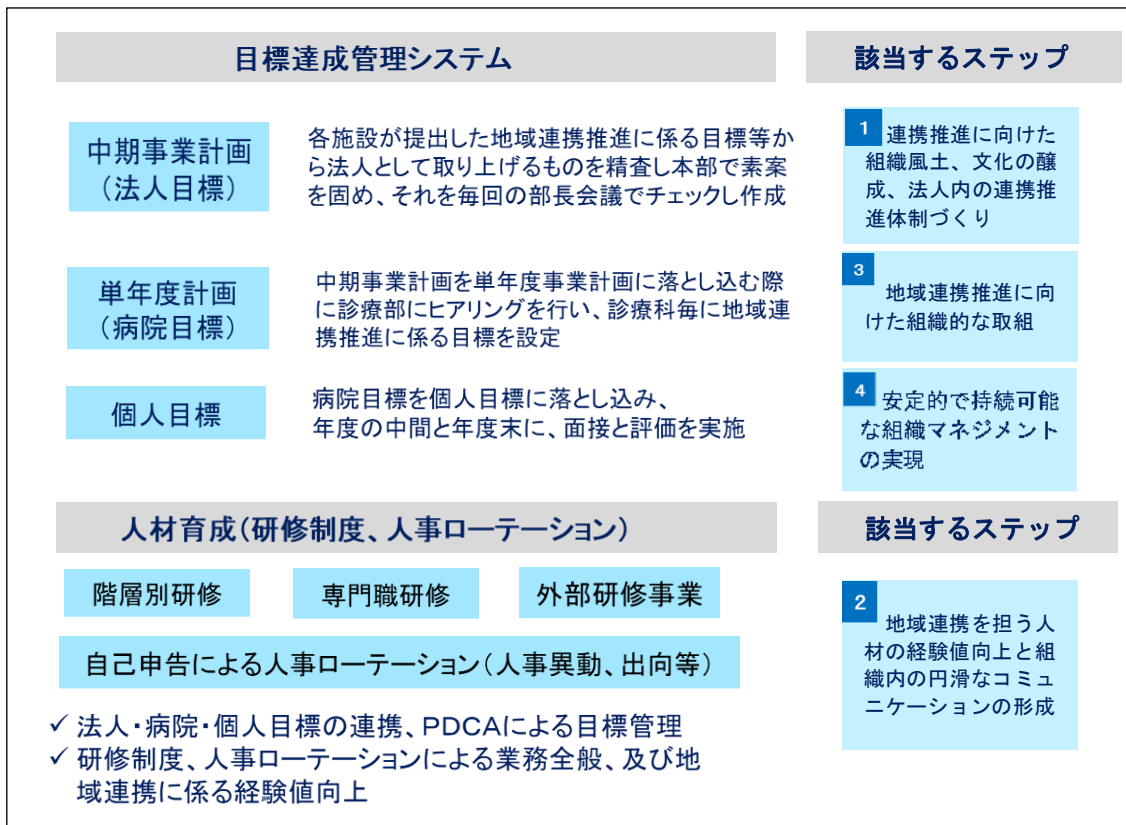 目標達成管理システム
該当するステップ
中期事業計画
（法人目標）
各施設が提出した地域連携推進に係る目標等か
ら法人として取り上げるものを精査し本部で素案
を固め、それを毎回の部長会議でチェックし作成
1 連携推進に向けた
組織風土、文化の醸
成、法人内の連携推
進体制づくり
単年度計画
（病院目標）
中期事業計画を単年度事業計画に落とし込む際
に診療部にヒアリングを行い、診療科毎に地域連
携推進に係る目標を設定
3 地域連携推進に向
けた組織的な取組
個人目標
病院目標を個人目標に落とし込み、
年度の中間と年度末に、面接と評価を実施
4 安定的で持続可能
な組織マネジメント
の実現
人材育成（研修制度、人事ローテーション）
該当するステップ
階層別研修
専門職研修
外部研修事業
自己申告による人事ローテーション（人事異動、出向等）
2 地域連携を担う人
材の経験値向上と組
織内の円滑なコミュ
ニケーションの形成
✓ 法人・病院・個人目標の連携、PDCAによる目標管理
✓ 研修制度、人事ローテーションによる業務全般、及び地
域連携に係る経験値向上